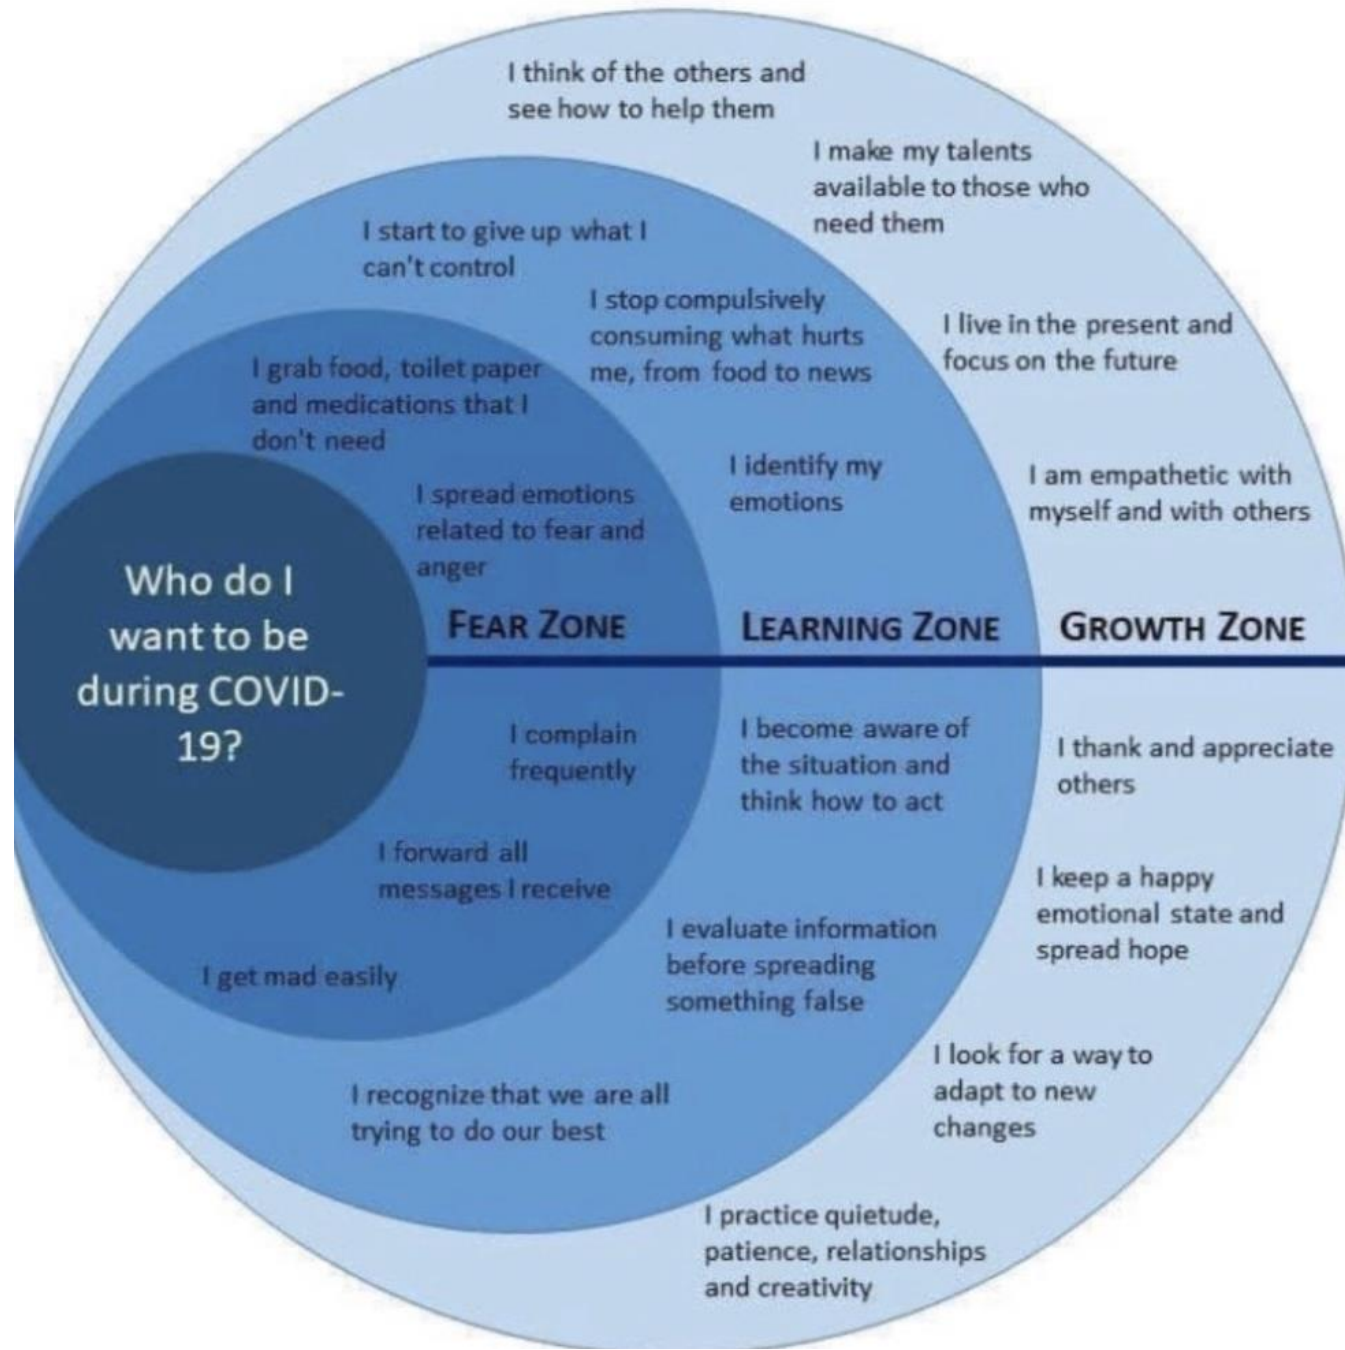 I think of the others and
see how to help them
I make my talents
available to those who
need them
I start to give up what I
can't control
I stop compulsively
consuming what hurts
me, from food to news
I live in the present and
focus on the future
I grab food, toilet paper
and medications that I
don't need
I identify my
emotions
I am empathetic with
myself and with others
I spread emotions
related to fear and
anger
Who do I
want to be
during COVID-
19?
FEAR ZONE
LEARNING ZONE
GROWTH ZONE
I complain
frequently
I become aware of
the situation and
think how to act
I thank and appreciate
others
I forward all
messages I receive
I keep a happy
emotional state and
spread hope
I evaluate information
before spreading
something false
I get mad easily
I look for a way to
adapt to new
changes
I recognize that we are all
trying to do our best
I practice quietude,
patience, relationships
and creativity